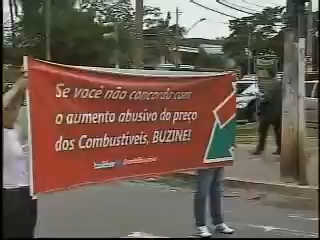 Se você não concorda com
o aumento abusivo do preço
dos Combustíveis, BUZINE!
twitter